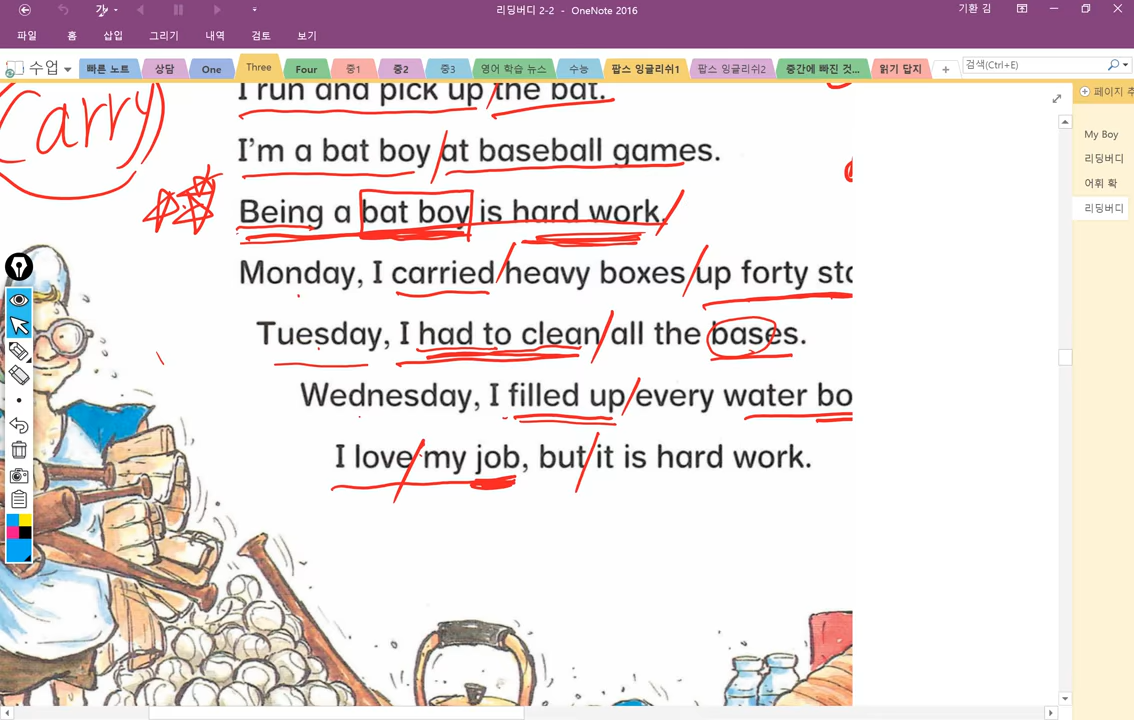 리딩버디 2-2 - OneNote 2016
기환 김
파일 홈 삽입 그리기 내역 검토 보기
수업 빠른 노트 상담 One Three Four 중1 중2 중3 영어 학습 뉴스 수능 팝스 잉글리쉬1 팝스 잉글리쉬2 중간에 빠진 것... 읽기 답지 + 검색(Ctrl+E)
페이지 추
My Boy
리딩버디
어휘 확
리딩버디
Carry
I run and pick up the bat.
I'm a bat boy at baseball games.
Being a bat boy is hard work.
Monday, I carried heavy boxes up forty
Tuesday, I had to clean all the bases.
Wednesday, I filled up every water bo
I love my job, but it is hard work.